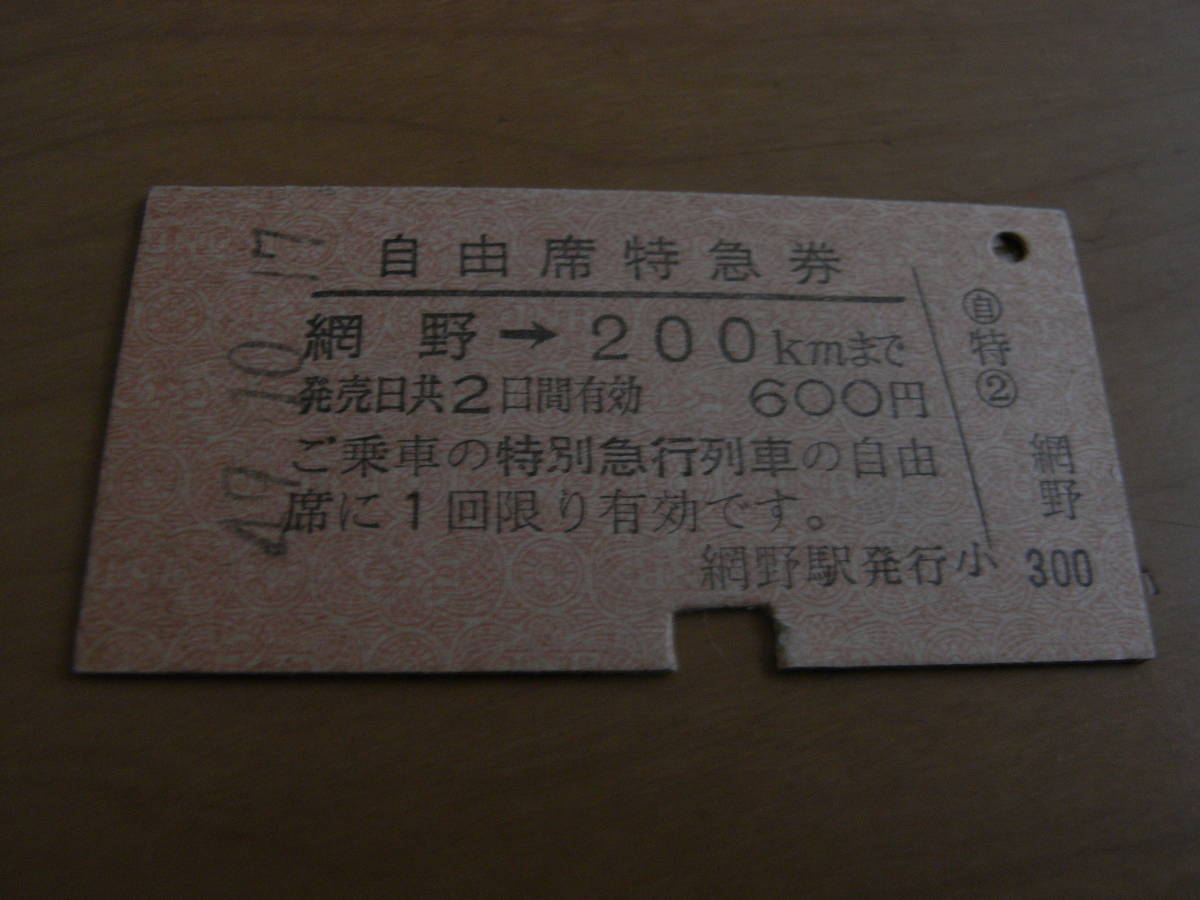 自由席特急券
網野→200kmまで
発売日共2日間有効 600円
ご乗車の特別急行列車の自由
席に1回限り有効です。
網野駅発行小
㊀特②
網野
300
49.10.17